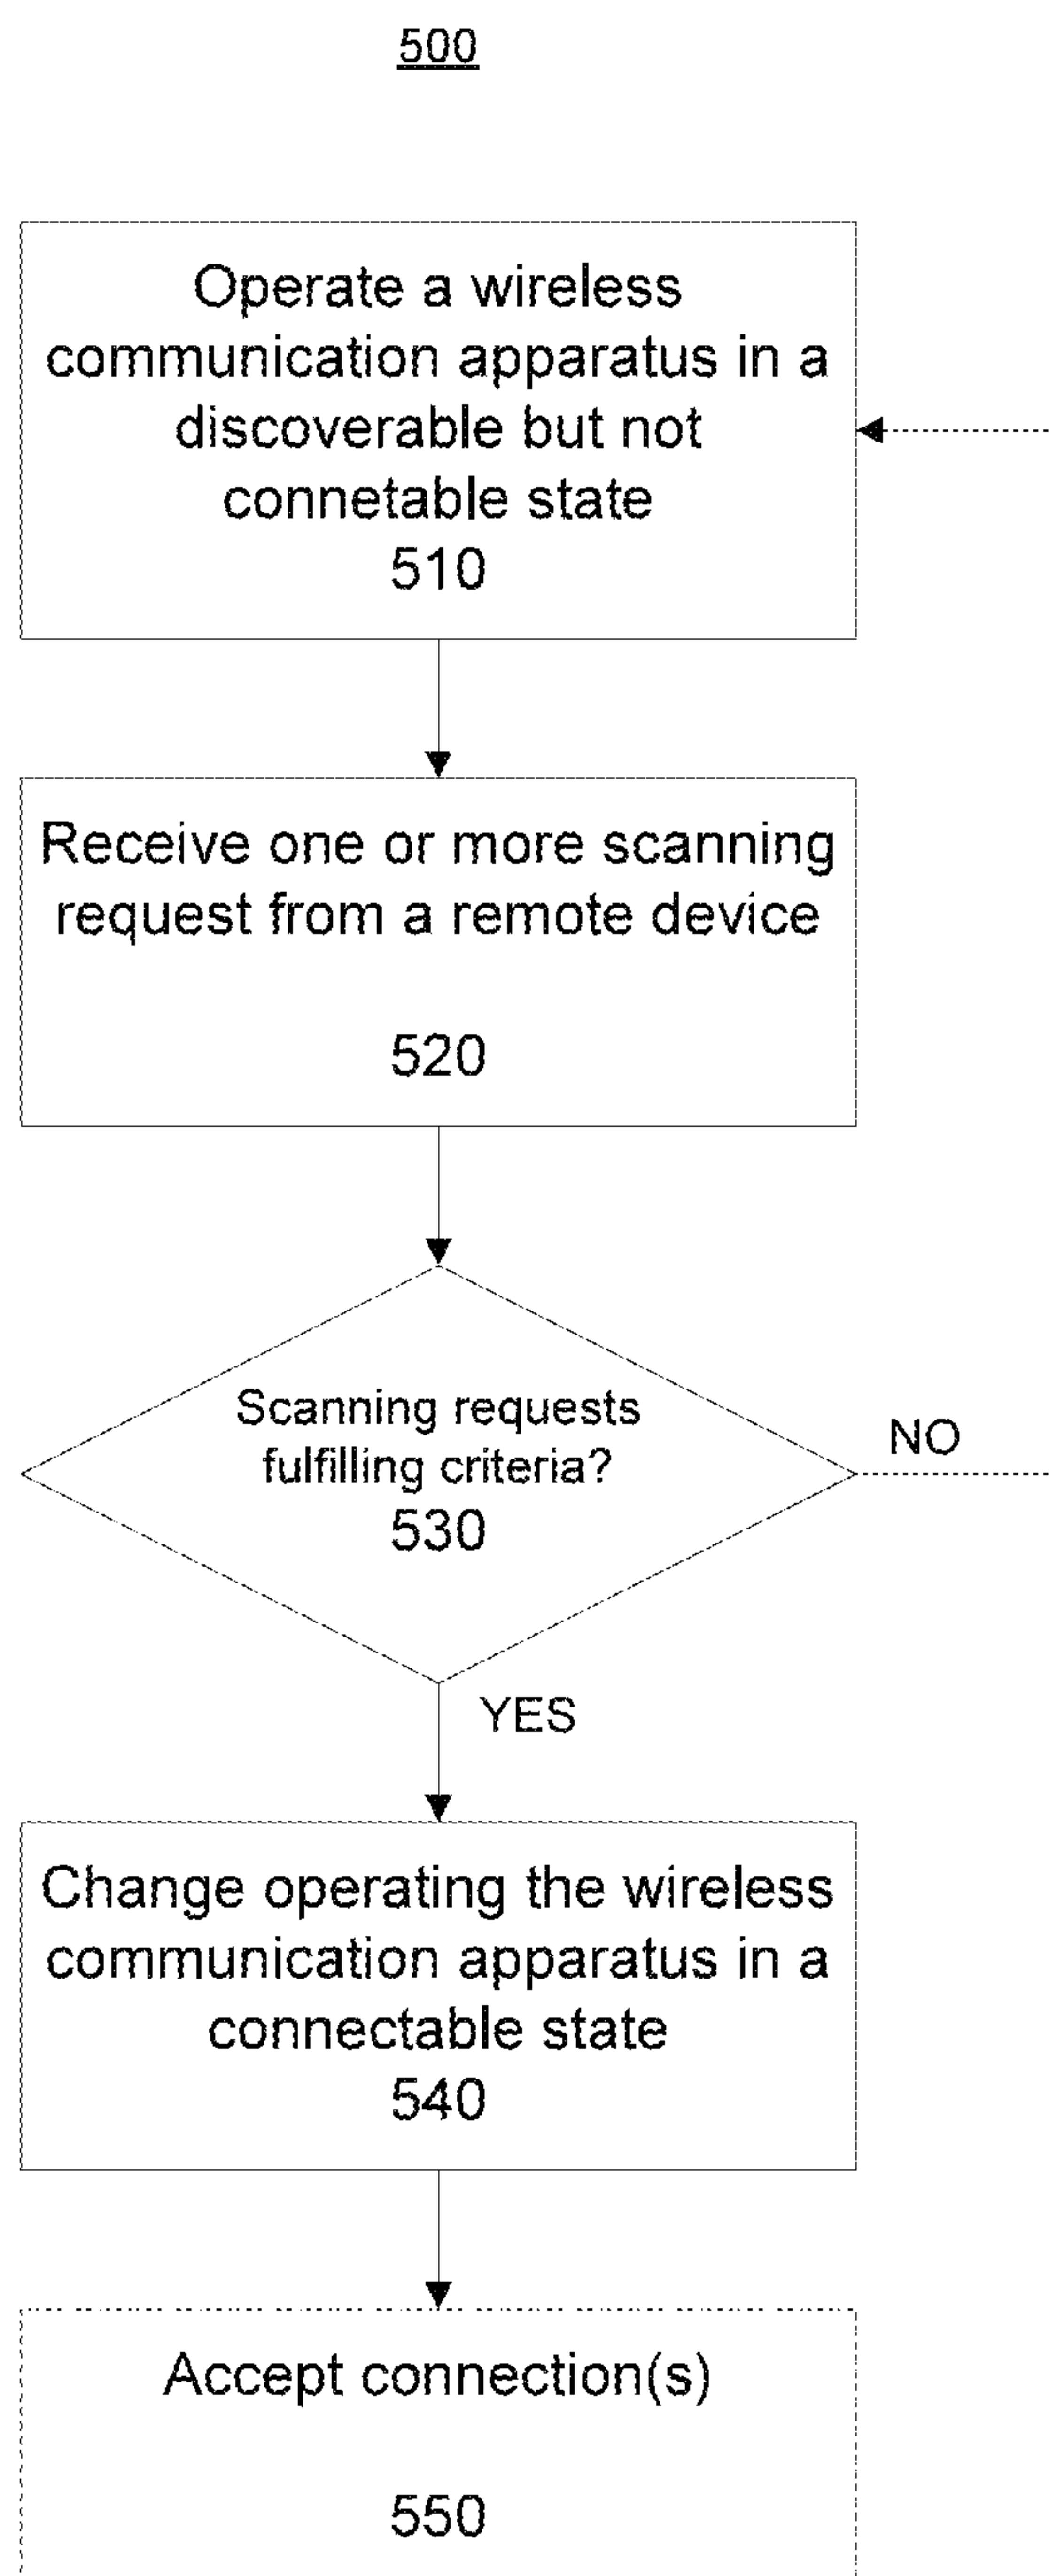 500
Operate a wireless
communication apparatus in a
discoverable but not
connetable state
510
Receive one or more scanning
request from a remote device
520
Scanning requests
fulfilling criteria?
530
NO
YES
Change operating the wireless
communication apparatus in a
connectable state
540
Accept connection(s)
550